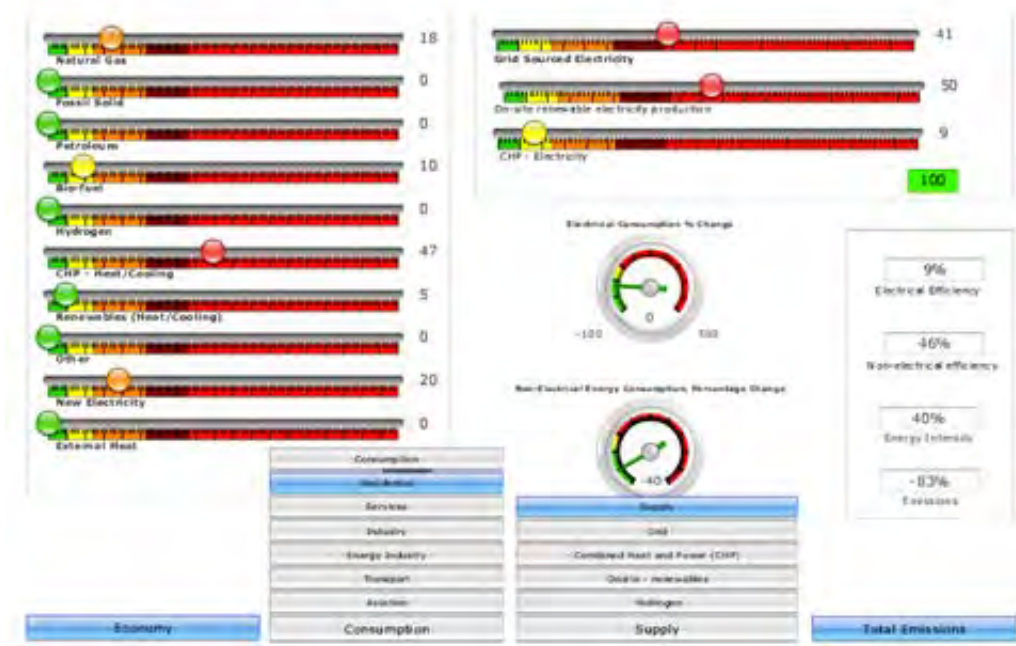 18
Natural Gas
0
Fossil Solid
0
Petroleum
10
Bio-fuel
0
Hydrogen
47
CHP - Heat/Cooling
5
Renewables (Heat/Cooling)
0
Other
20
New Electricity
0
External Heat
41
Grid Sourced Electricity
50
On-site renewable electricity production
9
CHP - Electricity
100
Electrical Consumption % Change
0
-100
500
Non-Electrical Energy Consumption, Percentage Change
-40
9%
Electrical Efficiency
46%
Non-electrical efficiency
40%
Energy Intensity
-83%
Emissions
Consumption
Residential
Services
Industry
Energy Industry
Transport
Aviation
Supply
Grid
Combined Heat and Power (CHP)
Onsite - renewables
Hydrogen
Economy
Consumption
Supply
Total Emissions